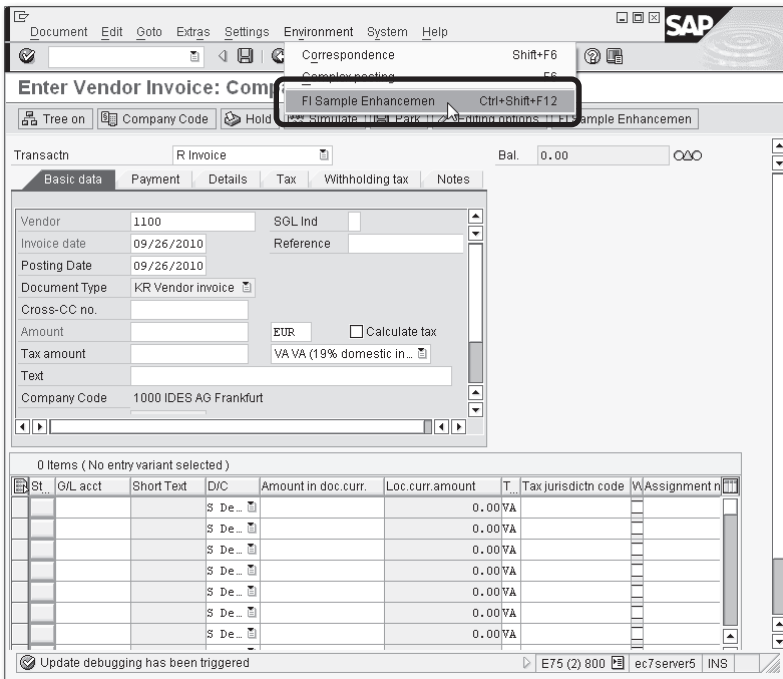 Document Edit Goto Extras Settings Environment System Help
SAP
Correspondence Shift+F6
Complex posting F6
FI Sample Enhancemen Ctrl+Shift+F12
Enter Vendor Invoice: Comp
Tree on Company Code Hold Simulate Park Editing options FI Sample Enhancemen
Transactn R Invoice Bal. 0.00
Basic data Payment Details Tax Withholding tax Notes
Vendor 1100 SGL Ind
Invoice date 09/26/2010 Reference
Posting Date 09/26/2010
Document Type KR Vendor invoice
Cross-CC no.
Amount EUR Calculate tax
Tax amount VA VA (19% domestic in...
Text
Company Code 1000 IDES AG Frankfurt
0 Items ( No entry variant selected )
St... G/L acct Short Text D/C Amount in doc.curr. Loc.curr.amount T... Tax jurisdictn code W Assignment n
S De... 0.00 VA
S De... 0.00 VA
S De... 0.00 VA
S De... 0.00 VA
S De... 0.00 VA
S De... 0.00 VA
Update debugging has been triggered E75 (2) 800 ec7server5 INS